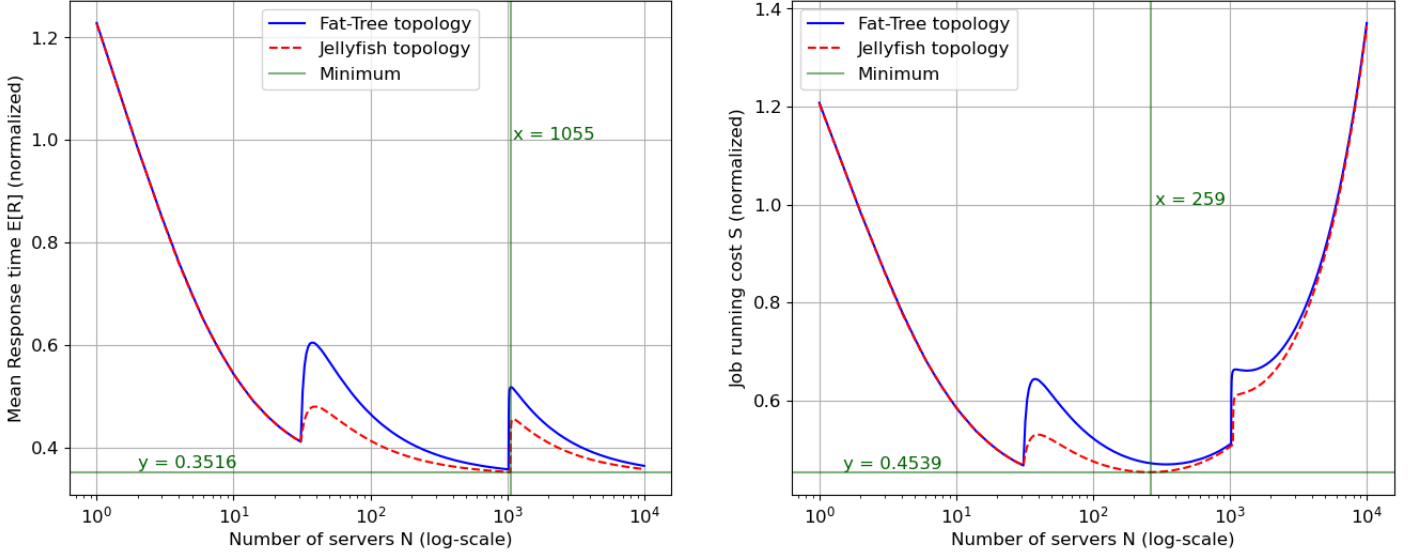 Mean Response time E[R] (normalized)
1.2
1.0
0.8
0.6
0.4
Fat-Tree topology
Jellyfish topology
Minimum
x = 1055
y = 0.3516
10⁰
10¹
10²
10³
10⁴
Number of servers N (log-scale)
Job running cost S (normalized)
1.4
1.2
1.0
0.8
0.6
Fat-Tree topology
Jellyfish topology
Minimum
x = 259
y = 0.4539
10⁰
10¹
10²
10³
10⁴
Number of servers N (log-scale)